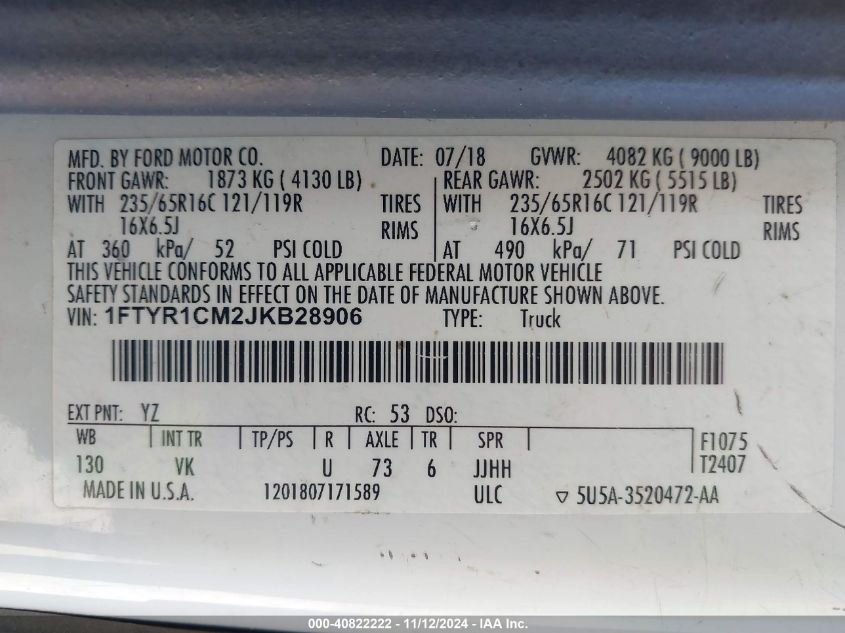 MFD. BY FORD MOTOR CO. DATE: 07/18 GVWR: 4082 KG ( 9000 LB)
FRONT GAWR: 1873 KG ( 4130 LB) REAR GAWR: 2502 KG ( 5515 LB)
WITH 235/65R16C 121/119R TIRES WITH 235/65R16C 121/119R TIRES
16X6.5J RIMS 16X6.5J RIMS
AT 360 kPa/ 52 PSI COLD AT 490 kPa/ 71 PSI COLD
THIS VEHICLE CONFORMS TO ALL APPLICABLE FEDERAL MOTOR VEHICLE
SAFETY STANDARDS IN EFFECT ON THE DATE OF MANUFACTURE SHOWN ABOVE.
VIN: 1FTYR1CM2JKB28906 TYPE: Truck
EXT PNT: YZ RC: 53 DSO:
WB INT TR TP/PS R AXLE TR SPR F1075
130 VK U 73 6 JJHH T2407
MADE IN U.S.A. 1201807171589 ULC ▽ 5U5A-3520472-AA
000-40822222 - 11/12/2024 - IAA Inc.